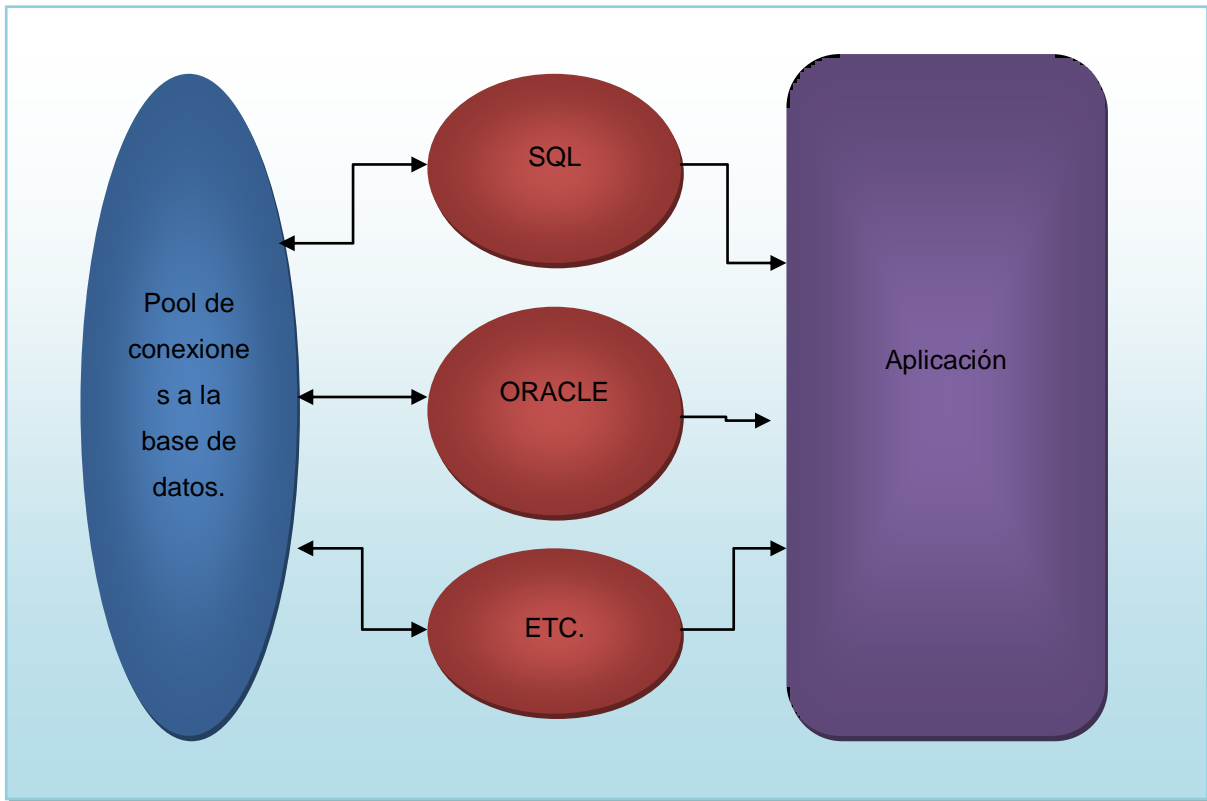 Pool de
conexione
s a la
base de
datos.
SQL
ORACLE
ETC.
Aplicación